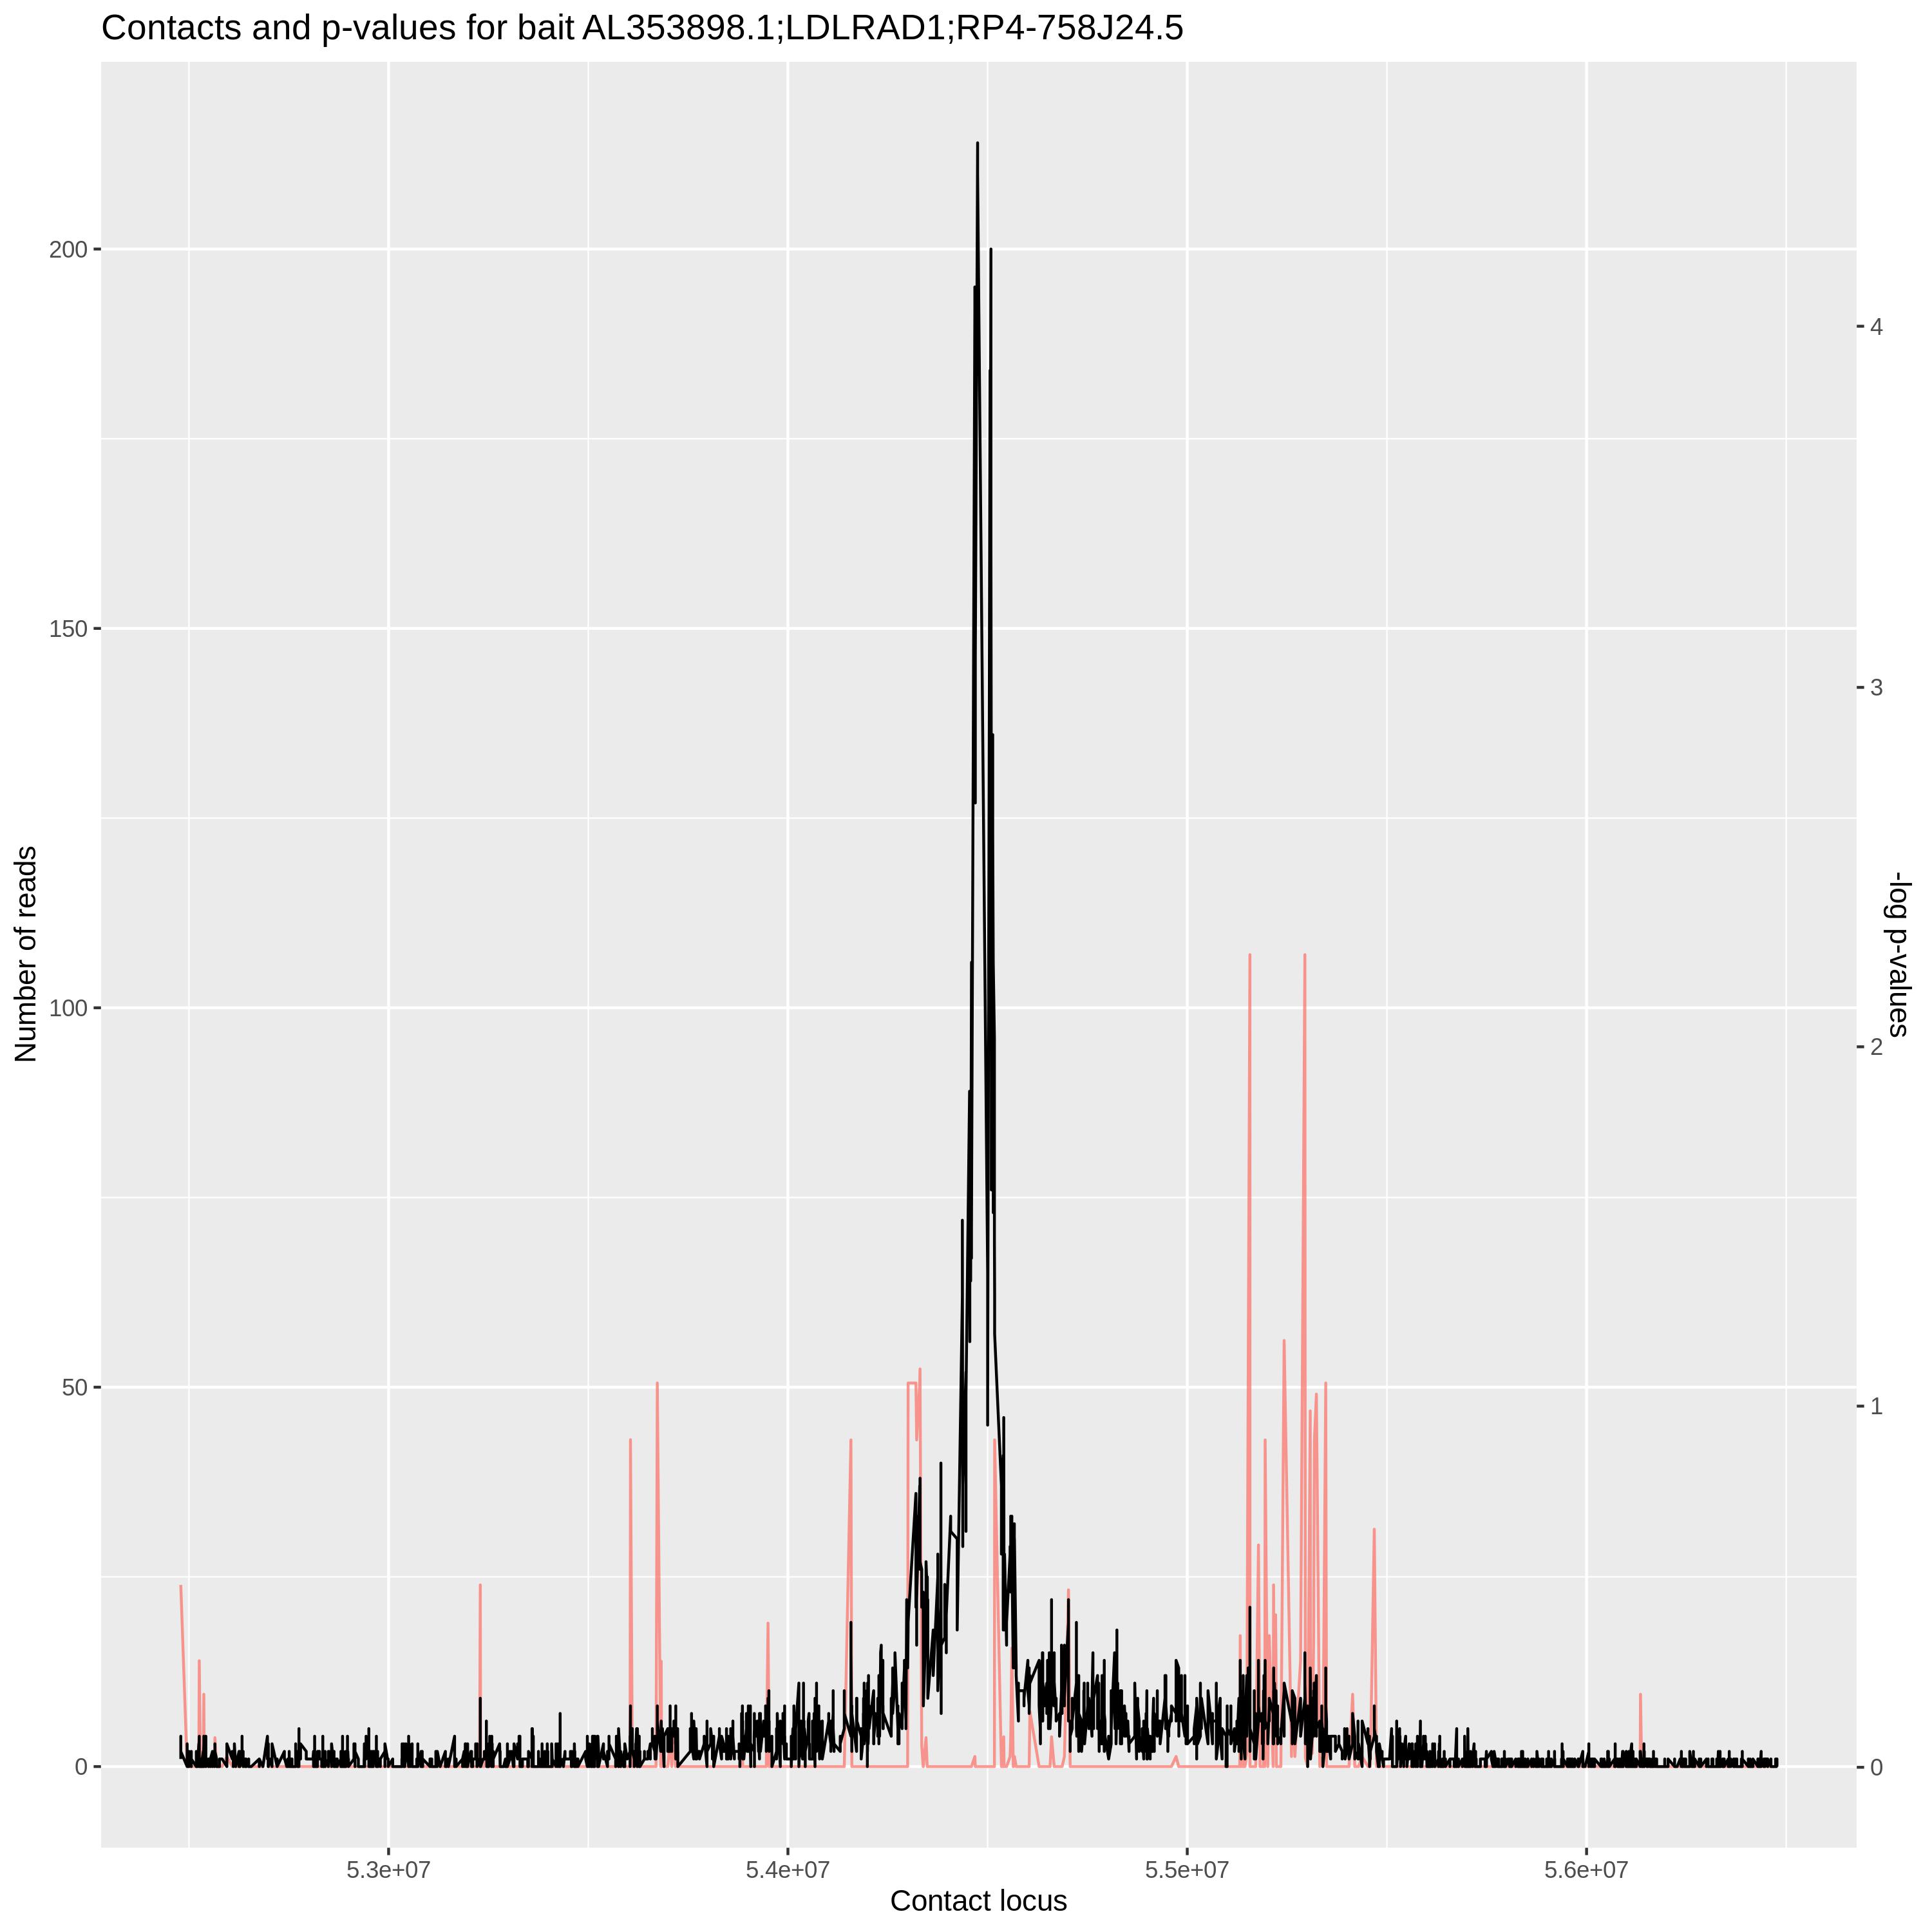 Contacts and p-values for bait AL353898.1;LDLRAD1;RP4-758J24.5
Number of reads
200
150
100
50
0
4
3
2
1
0
-log p-values
5.3e+07 5.4e+07 5.5e+07 5.6e+07
Contact locus